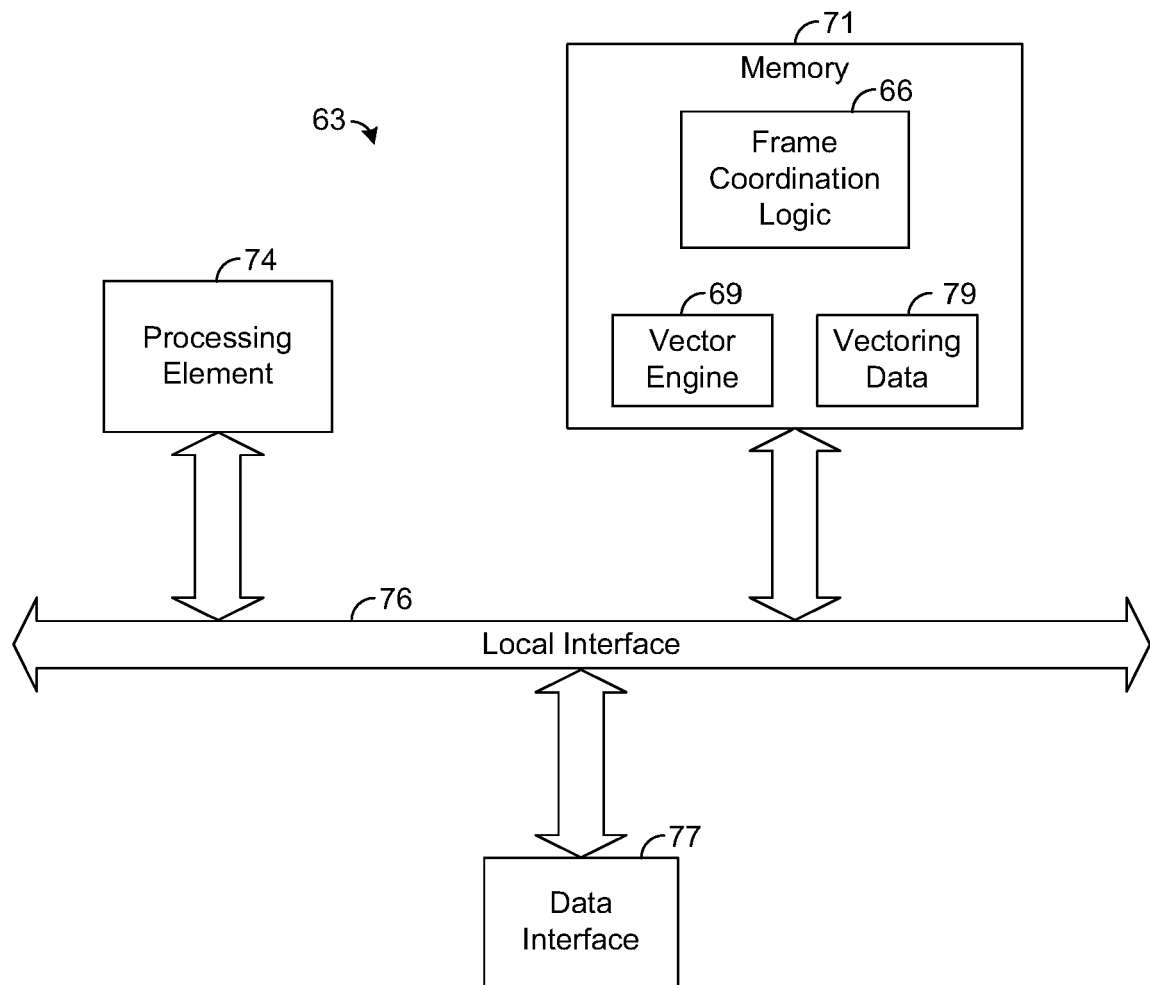 71
Memory
66
63
Frame
Coordination
Logic
74
69
79
Processing
Element
Vector
Engine
Vectoring
Data
76
Local Interface
77
Data
Interface